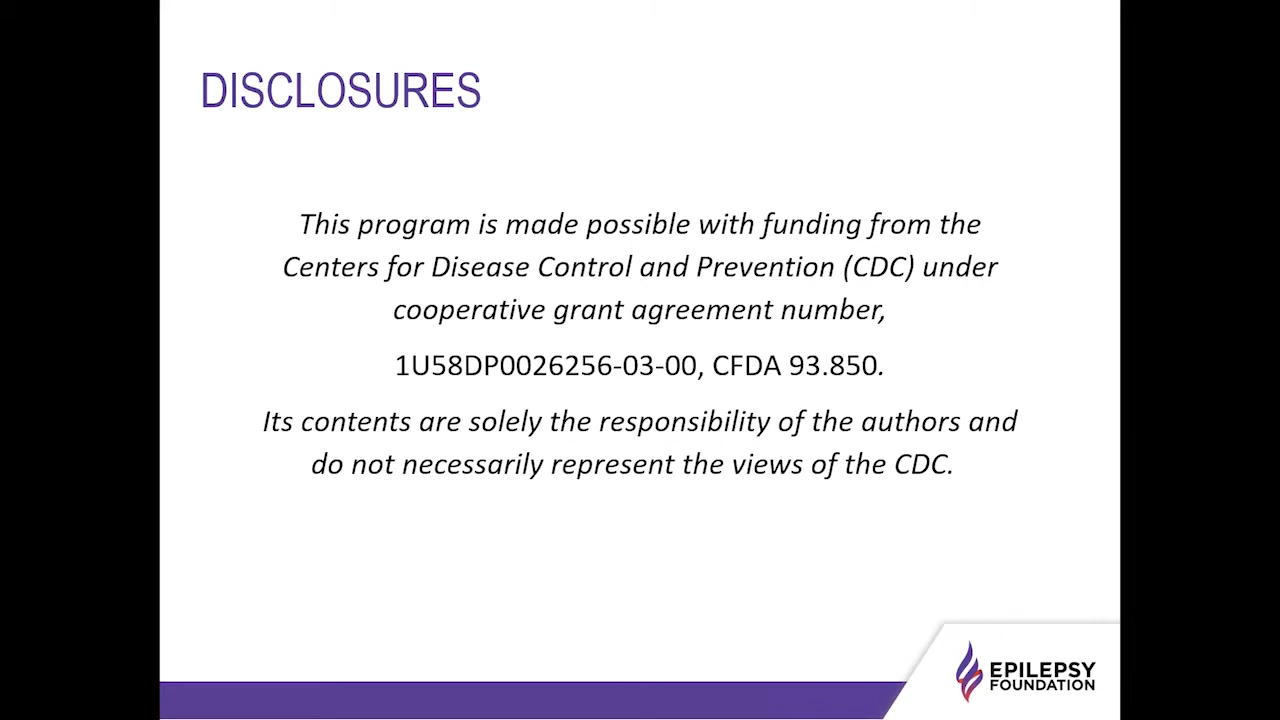 DISCLOSURES
This program is made possible with funding from the
Centers for Disease Control and Prevention (CDC) under
cooperative grant agreement number,
1U58DP0026256-03-00, CFDA 93.850.
Its contents are solely the responsibility of the authors and
do not necessarily represent the views of the CDC.
EPILEPSY
FOUNDATION